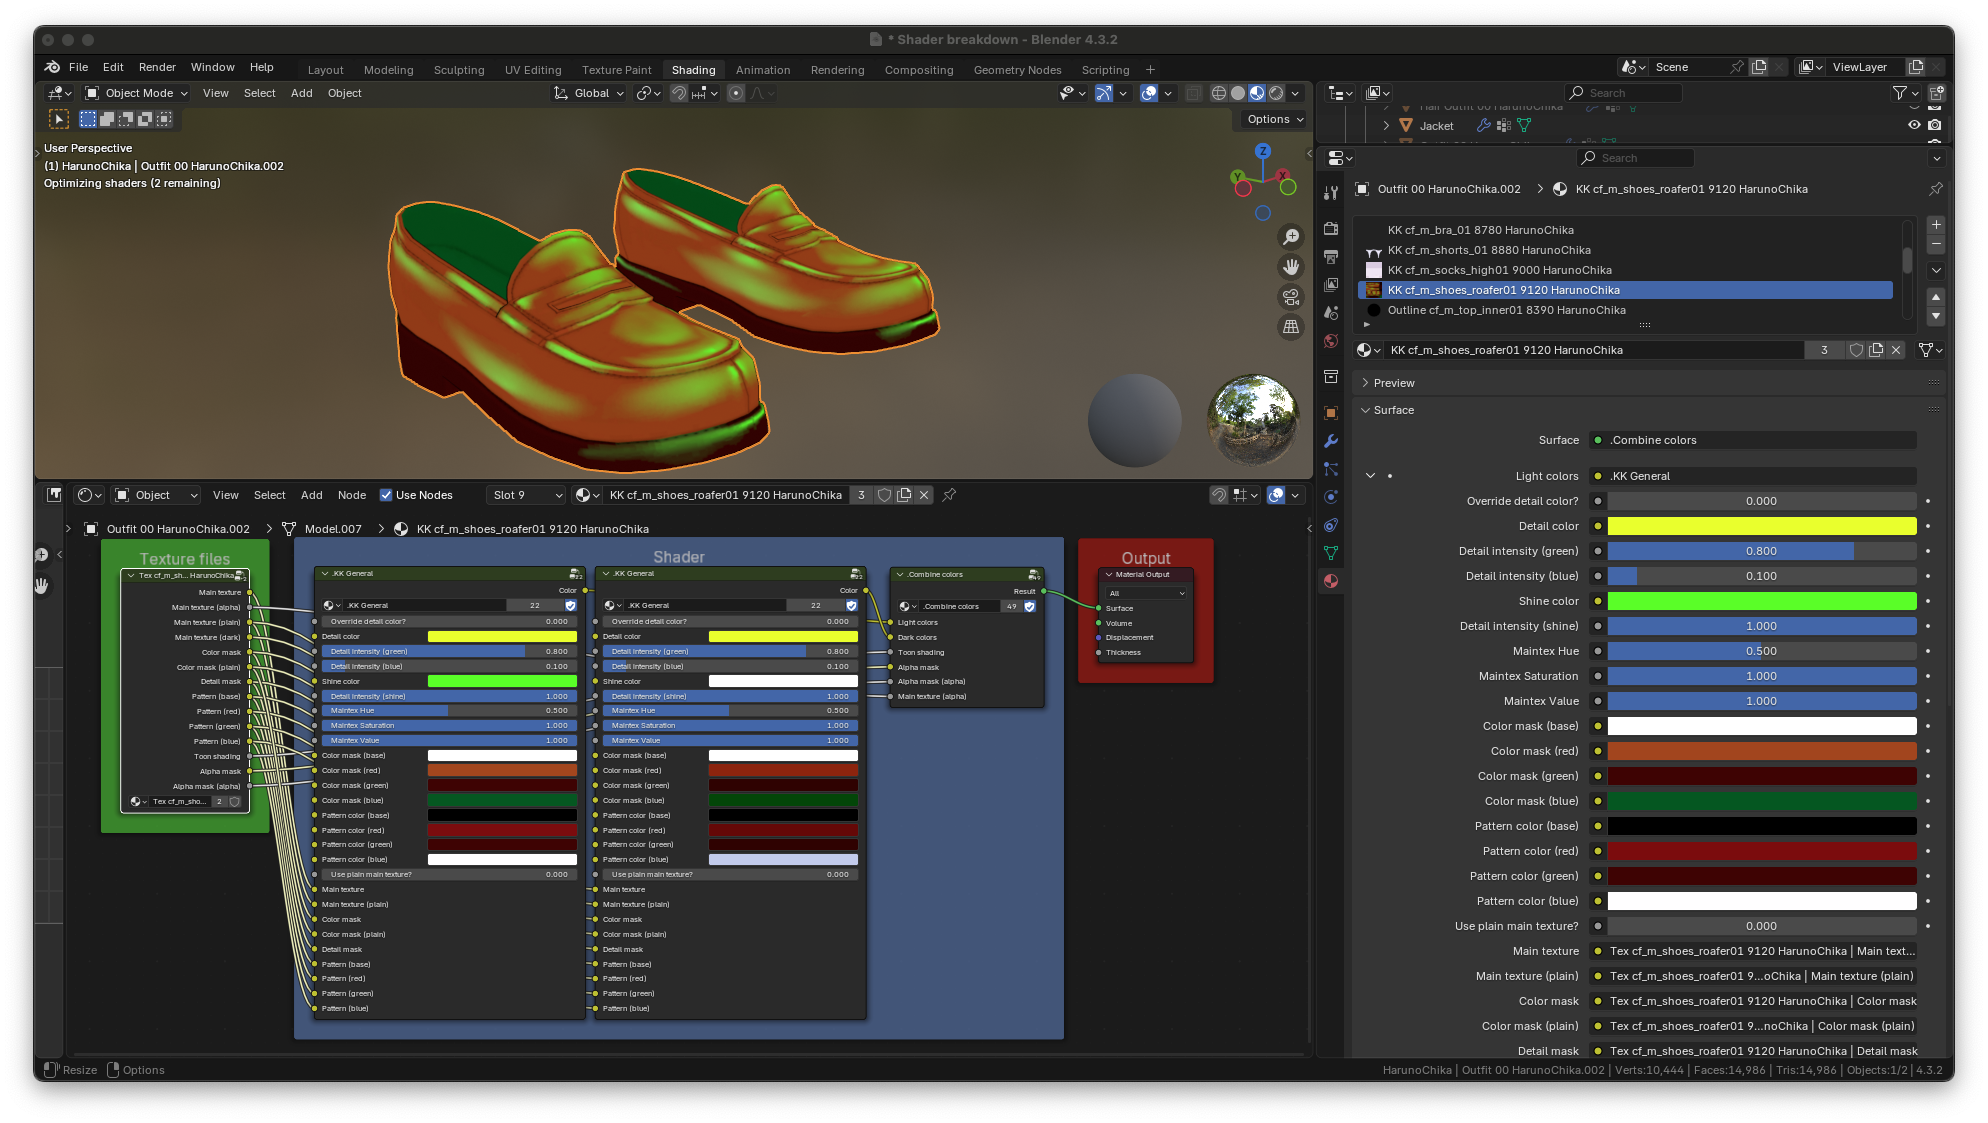 * Shader breakdown - Blender 4.3.2
File Edit Render Window Help Layout Modeling Sculpting UV Editing Texture Paint Shading Animation Rendering Compositing Geometry Nodes Scripting + Scene ViewLayer
Object Mode View Select Add Object Global
Options
User Perspective
(1) HarunoChika | Outfit 00 HarunoChika.002
Optimizing shaders (2 remaining)
Z
Y
X
Search
Hair Outfit 00 HarunoChika
Jacket
Search
Outfit 00 HarunoChika.002 KK cf_m_shoes_roafer01 9120 HarunoChika
KK cf_m_bra_01 8780 HarunoChika
KK cf_m_shorts_01 8880 HarunoChika
KK cf_m_socks_high01 9000 HarunoChika
KK cf_m_shoes_roafer01 9120 HarunoChika
Outline cf_m_top_inner01 8390 HarunoChika
KK cf_m_shoes_roafer01 9120 HarunoChika 3
Preview
Surface
Surface .Combine colors
Light colors .KK General
Override detail color? 0.000
Detail color
Detail intensity (green) 0.800
Detail intensity (blue) 0.100
Shine color
Detail intensity (shine) 1.000
Maintex Hue 0.500
Maintex Saturation 1.000
Maintex Value 1.000
Color mask (base)
Color mask (red)
Color mask (green)
Color mask (blue)
Pattern color (base)
Pattern color (red)
Pattern color (green)
Pattern color (blue)
Use plain main texture? 0.000
Main texture Tex cf_m_shoes_roafer01 9120 HarunoChika | Main text...
Main texture (plain) Tex cf_m_shoes_roafer01 9...oChika | Main texture (plain)
Color mask Tex cf_m_shoes_roafer01 9120 HarunoChika | Color mask
Color mask (plain) Tex cf_m_shoes_roafer01 9...noChika | Color mask (plain)
Detail mask Tex cf_m_shoes_roafer01 9120 HarunoChika | Detail mask
Object View Select Add Node Use Nodes Slot 9 KK cf_m_shoes_roafer01 9120 HarunoChika 3
Outfit 00 HarunoChika.002 Model.007 KK cf_m_shoes_roafer01 9120 HarunoChika
Texture files
Tex cf_m_sh... HarunoChika
Main texture
Main texture (alpha)
Main texture (plain)
Main texture (dark)
Color mask
Color mask (plain)
Detail mask
Pattern (base)
Pattern (red)
Pattern (green)
Pattern (blue)
Toon shading
Alpha mask
Alpha mask (alpha)
Tex cf_m_sho... 2
Shader
.KK General
Color
.KK General 22
Override detail color? 0.000
Detail color
Detail intensity (green) 0.800
Detail intensity (blue) 0.100
Shine color
Detail intensity (shine) 1.000
Maintex Hue 0.500
Maintex Saturation 1.000
Maintex Value 1.000
Color mask (base)
Color mask (red)
Color mask (green)
Color mask (blue)
Pattern color (base)
Pattern color (red)
Pattern color (green)
Pattern color (blue)
Use plain main texture? 0.000
Main texture
Main texture (plain)
Color mask
Color mask (plain)
Detail mask
Pattern (base)
Pattern (red)
Pattern (green)
Pattern (blue)
.KK General
Color
.KK General 22
Override detail color? 0.000
Detail color
Detail intensity (green) 0.800
Detail intensity (blue) 0.100
Shine color
Detail intensity (shine) 1.000
Maintex Hue 0.500
Maintex Saturation 1.000
Maintex Value 1.000
Color mask (base)
Color mask (red)
Color mask (green)
Color mask (blue)
Pattern color (base)
Pattern color (red)
Pattern color (green)
Pattern color (blue)
Use plain main texture? 0.000
Main texture
Main texture (plain)
Color mask
Color mask (plain)
Detail mask
Pattern (base)
Pattern (red)
Pattern (green)
Pattern (blue)
.Combine colors
Result
.Combine colors 49
Light colors
Dark colors
Toon shading
Alpha mask
Alpha mask (alpha)
Main texture (alpha)
Output
Material Output
All
Surface
Volume
Displacement
Thickness
Resize Options
HarunoChika | Outfit 00 HarunoChika.002 | Verts:10,444 | Faces:14,986 | Tris:14,986 | Objects:1/2 | 4.3.2